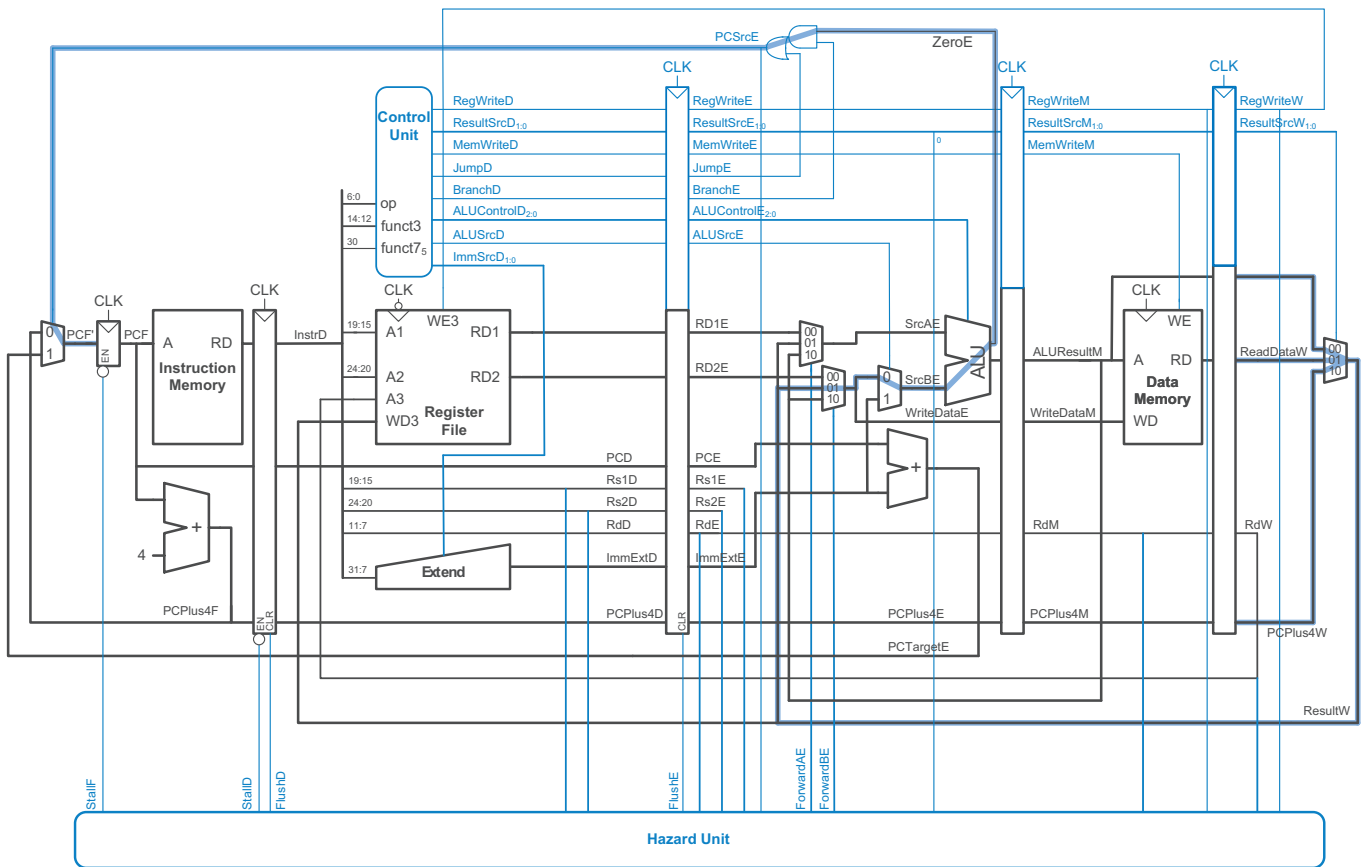 PCSrcE
ZeroE
CLK
CLK
CLK
Control
Unit
RegWriteD
RegWriteE
RegWriteM
RegWriteW
ResultSrcD1:0
ResultSrcE1:0
0
ResultSrcM1:0
ResultSrcW1:0
MemWriteD
MemWriteE
MemWriteM
JumpD
JumpE
BranchD
BranchE
6:0
op
ALUControlD2:0
ALUControlE2:0
14:12
funct3
30
funct75
ALUSrcD
ALUSrcE
ImmSrcD1:0
CLK
CLK
CLK
CLK
0
1
PCF'
EN
PCF
A
RD
Instruction
Memory
InstrD
19:15
A1
WE3
RD1
RD1E
00
01
10
SrcAE
ALU
ALUResultM
A
RD
WE
ReadDataW
00
01
10
24:20
A2
RD2
RD2E
00
01
10
0
1
SrcBE
A3
Register
File
WD3
WriteDataE
WriteDataM
Data
Memory
WD
PCD
PCE
+
19:15
Rs1D
Rs1E
24:20
Rs2D
Rs2E
11:7
RdD
RdE
RdM
RdW
+
4
31:7
Extend
ImmExtD
ImmExtE
PCPlus4F
EN
CLR
PCPlus4D
CLR
PCPlus4E
PCPlus4M
PCPlus4W
PCTargetE
ResultW
StallF
StallD
FlushD
FlushE
ForwardAE
ForwardBE
Hazard Unit